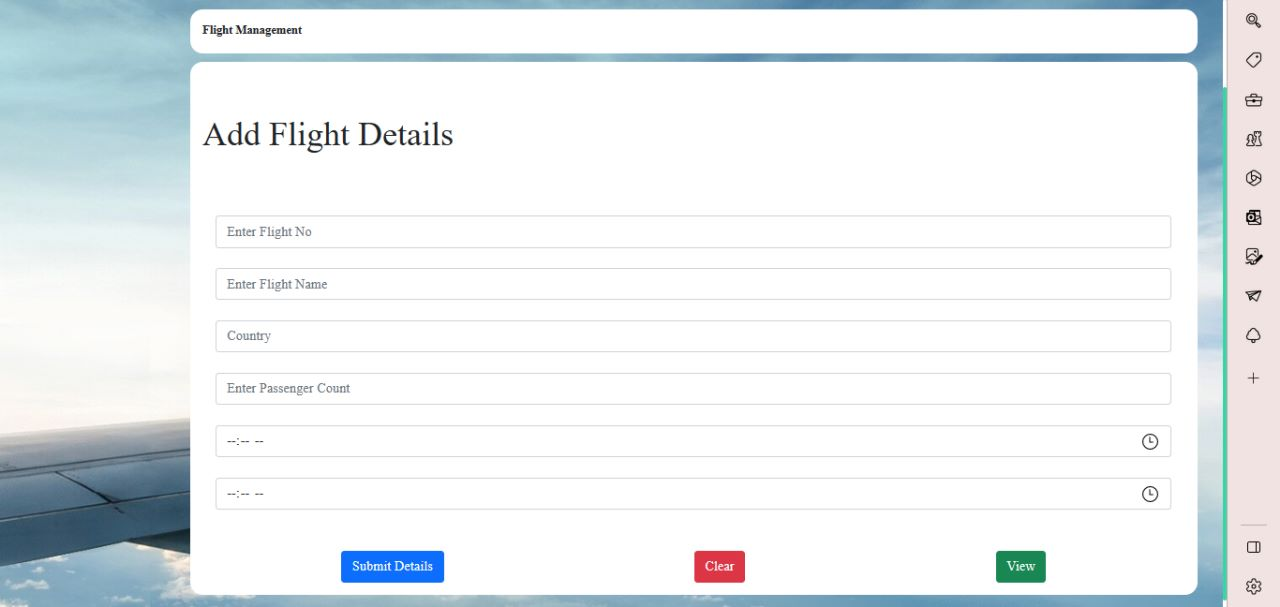 Flight Management
Add Flight Details
Enter Flight No
Enter Flight Name
Country
Enter Passenger Count
--:-- --
--:-- --
Submit Details
Clear
View